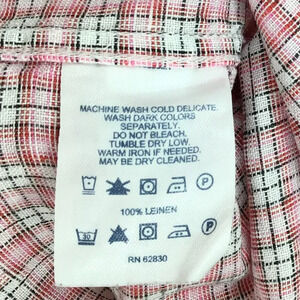 MACHINE WASH COLD DELICATE.
WASH DARK COLORS
SEPARATELY.
DO NOT BLEACH.
TUMBLE DRY LOW.
WARM IRON IF NEEDED.
MAY BE DRY CLEANED.
P
100% LEINEN
30
P
RN 62830